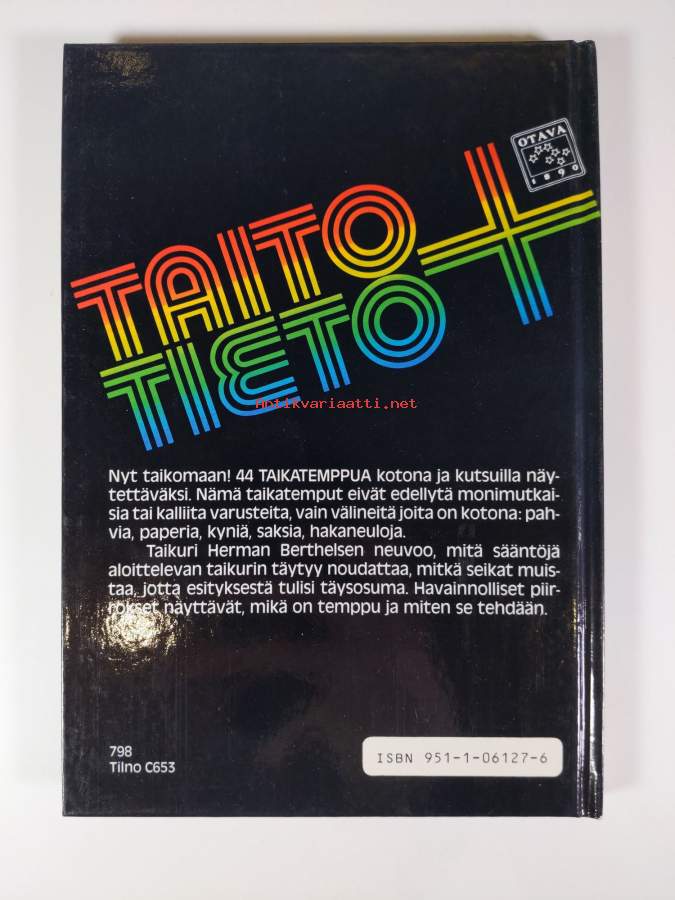 OTAVA
1890
TAITO
TIETO
+
Antikvariaatti.net
Nyt taikomaan! 44 TAIKATEMPPUA kotona ja kutsuilla näy-
tettäväksi. Nämä taikatemput eivät edellytä monimutkai-
sia tai kalliita varusteita, vain välineitä joita on kotona: pah-
via, paperia, kyniä, saksia, hakaneuloja.
Taikuri Herman Berthelsen neuvoo, mitä sääntöjä
aloittelevan taikurin täytyy noudattaa, mitkä seikat muis-
taa, jotta esityksestä tulisi täysosuma. Havainnolliset piir-
rokset näyttävät, mikä on temppu ja miten se tehdään.
798
Tilno C653
ISBN 951-1-06127-6